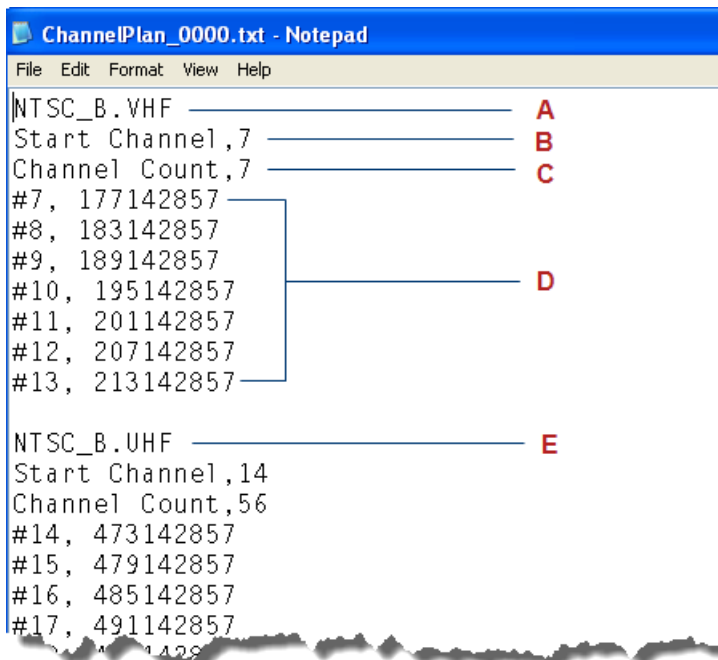 ChannelPlan_0000.txt - Notepad
File Edit Format View Help
NTSC_B.VHF A
Start Channel,7 B
Channel Count,7 C
#7, 177142857
#8, 183142857
#9, 189142857
#10, 195142857 D
#11, 201142857
#12, 207142857
#13, 213142857
NTSC_B.UHF E
Start Channel,14
Channel Count,56
#14, 473142857
#15, 479142857
#16, 485142857
#17, 491142857